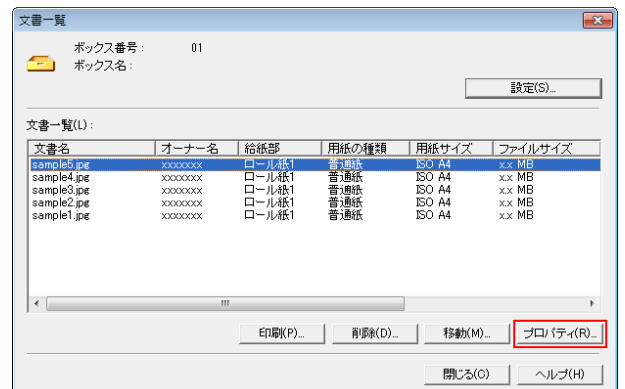 文書一覧
ボックス番号： 01
ボックス名：
設定(S)...
文書一覧(L)：
文書名 オーナー名 給紙部 用紙の種類 用紙サイズ ファイルサイズ
sample5.jpg xxxxxxx ロール紙1 普通紙 ISO A4 x.x MB
sample4.jpg xxxxxxx ロール紙1 普通紙 ISO A4 x.x MB
sample3.jpg xxxxxxx ロール紙1 普通紙 ISO A4 x.x MB
sample2.jpg xxxxxxx ロール紙1 普通紙 ISO A4 x.x MB
sample1.jpg xxxxxxx ロール紙1 普通紙 ISO A4 x.x MB
印刷(P)... 削除(D)... 移動(M)... プロパティ(R)...
閉じる(C) ヘルプ(H)